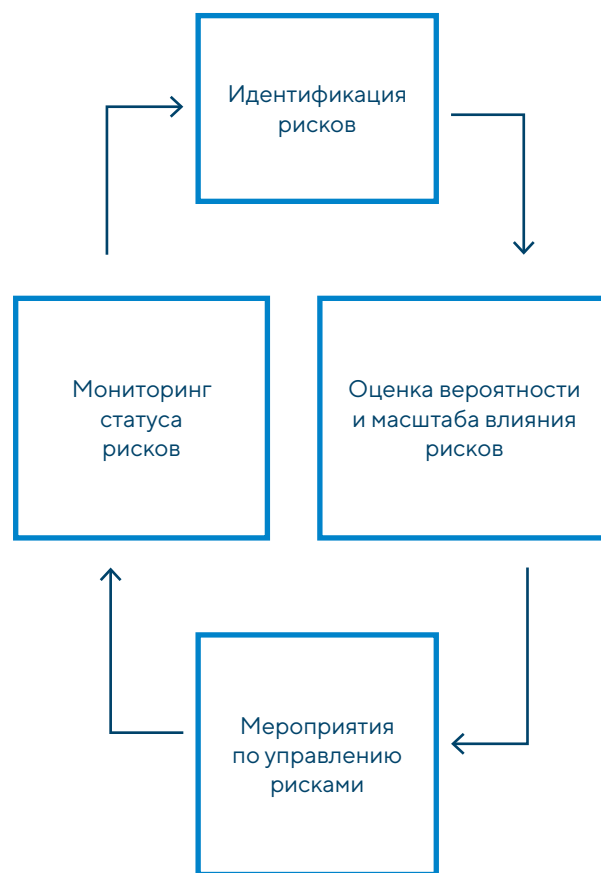 Идентификация
рисков
Мониторинг
статуса
рисков
Оценка вероятности
и масштаба влияния
рисков
Мероприятия
по управлению
рисками